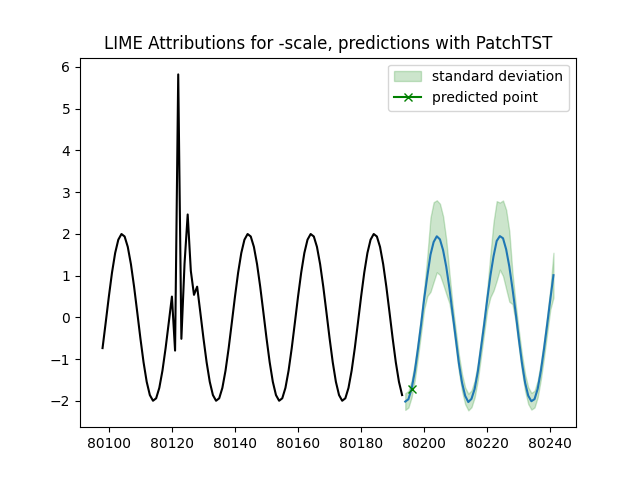 LIME Attributions for -scale, predictions with PatchTST
standard deviation
predicted point
6
5
4
3
2
1
0
−1
−2
80100 80120 80140 80160 80180 80200 80220 80240